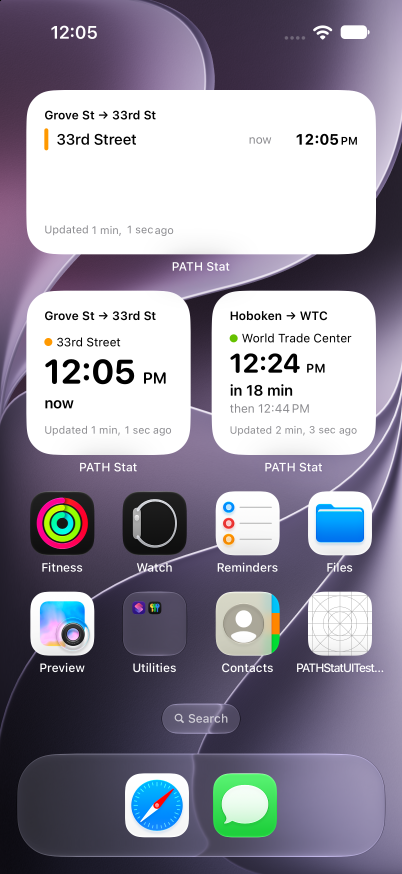 12:05
Grove St → 33rd St
33rd Street now 12:05 PM
Updated 1 min, 1 sec ago
PATH Stat
Grove St → 33rd St
33rd Street
12:05 PM
now
Updated 1 min, 1 sec ago
PATH Stat
Hoboken → WTC
World Trade Center
12:24 PM
in 18 min
then 12:44 PM
Updated 2 min, 3 sec ago
PATH Stat
Fitness Watch Reminders Files
Preview Utilities Contacts PATHStatUITest...
Search